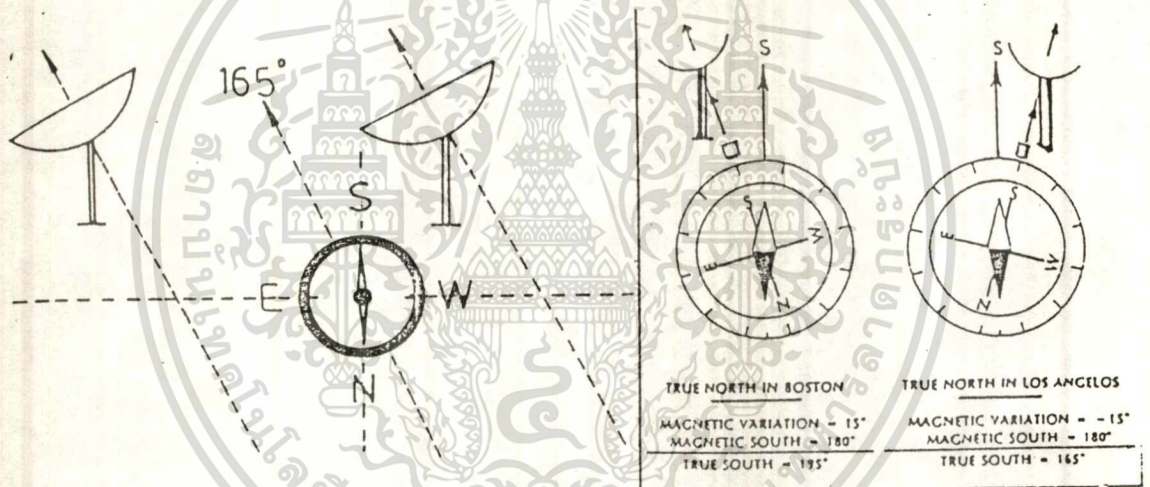 165°
S
E
W
N
S
S
E
W
N
TRUE NORTH IN BOSTON
MAGNETIC VARIATION = 15°
MAGNETIC SOUTH = 180°
TRUE SOUTH = 195°
S
S
E
W
N
TRUE NORTH IN LOS ANGELOS
MAGNETIC VARIATION = -15°
MAGNETIC SOUTH = 180°
TRUE SOUTH = 165°